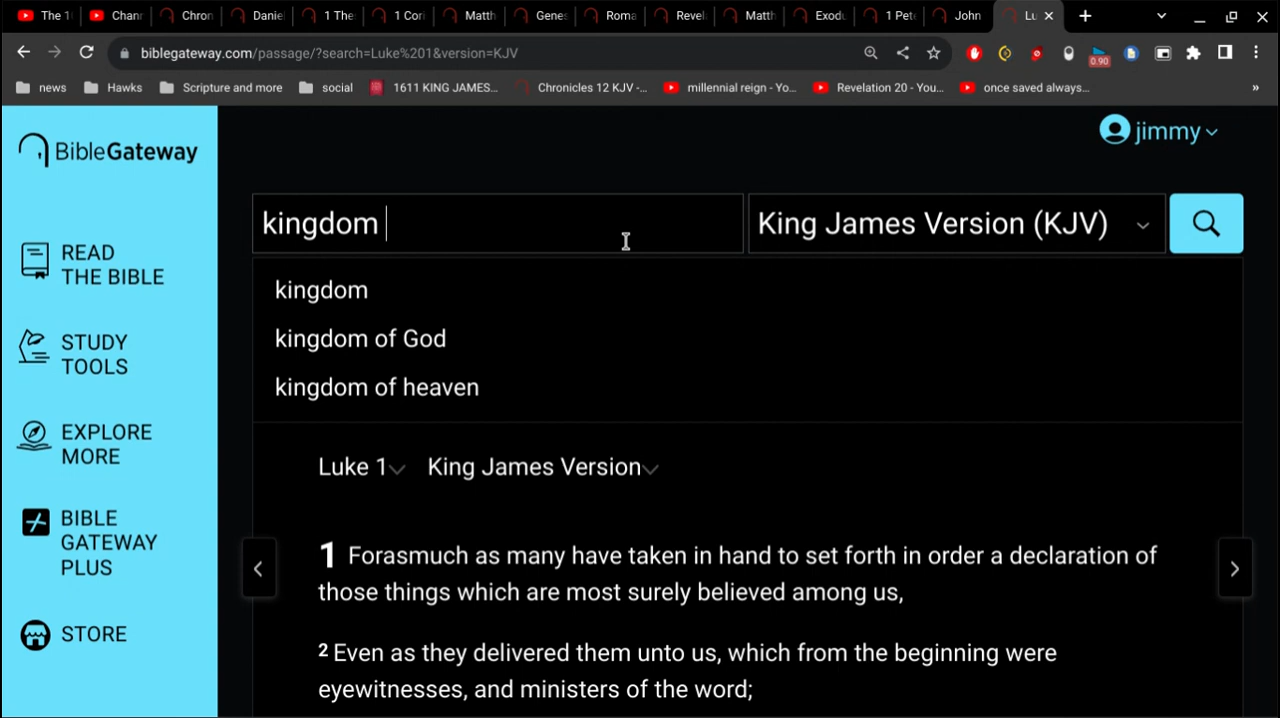 The 1 Chann Chron Danie 1 The 1 Cori Matth Genes Roma Revel Matth Exodu 1 Pete John Lu
biblegateway.com/passage/?search=Luke%201&version=KJV
0.90
news Hawks Scripture and more social 1611 KING JAMES... Chronicles 12 KJV -... millennial reign - Yo... Revelation 20 - You... once saved always... »
BibleGateway
jimmy
kingdom
King James Version (KJV)
READ
THE BIBLE
kingdom
kingdom of God
kingdom of heaven
STUDY
TOOLS
EXPLORE
MORE
Luke 1 King James Version
BIBLE
GATEWAY
PLUS
1 Forasmuch as many have taken in hand to set forth in order a declaration of
those things which are most surely believed among us,
STORE
2 Even as they delivered them unto us, which from the beginning were
eyewitnesses, and ministers of the word;